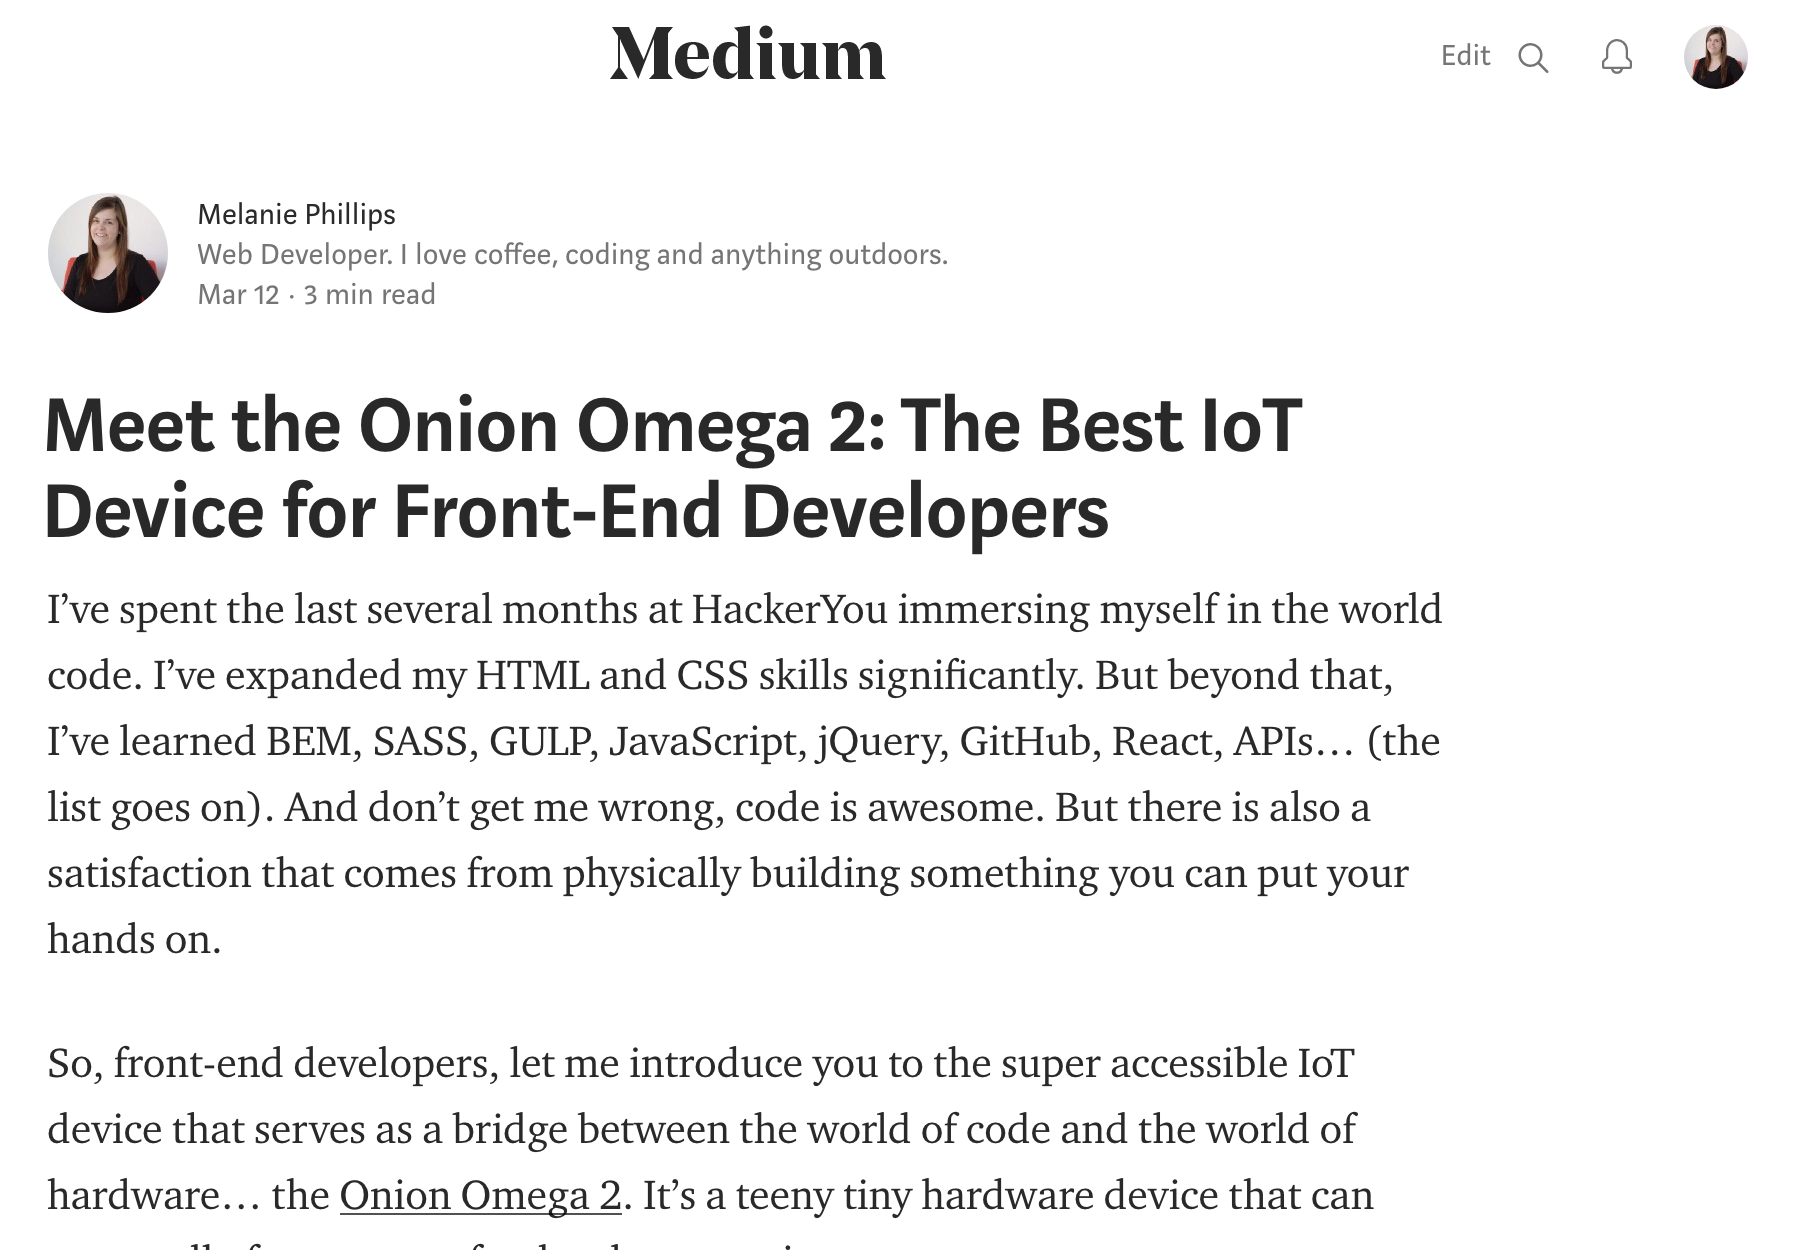 Medium
Edit
Melanie Phillips
Web Developer. I love coffee, coding and anything outdoors.
Mar 12 · 3 min read
Meet the Onion Omega 2: The Best IoT
Device for Front-End Developers
I’ve spent the last several months at HackerYou immersing myself in the world
code. I’ve expanded my HTML and CSS skills significantly. But beyond that,
I’ve learned BEM, SASS, GULP, JavaScript, jQuery, GitHub, React, APIs… (the
list goes on). And don’t get me wrong, code is awesome. But there is also a
satisfaction that comes from physically building something you can put your
hands on.
So, front-end developers, let me introduce you to the super accessible IoT
device that serves as a bridge between the world of code and the world of
hardware… the Onion Omega 2. It’s a teeny tiny hardware device that can